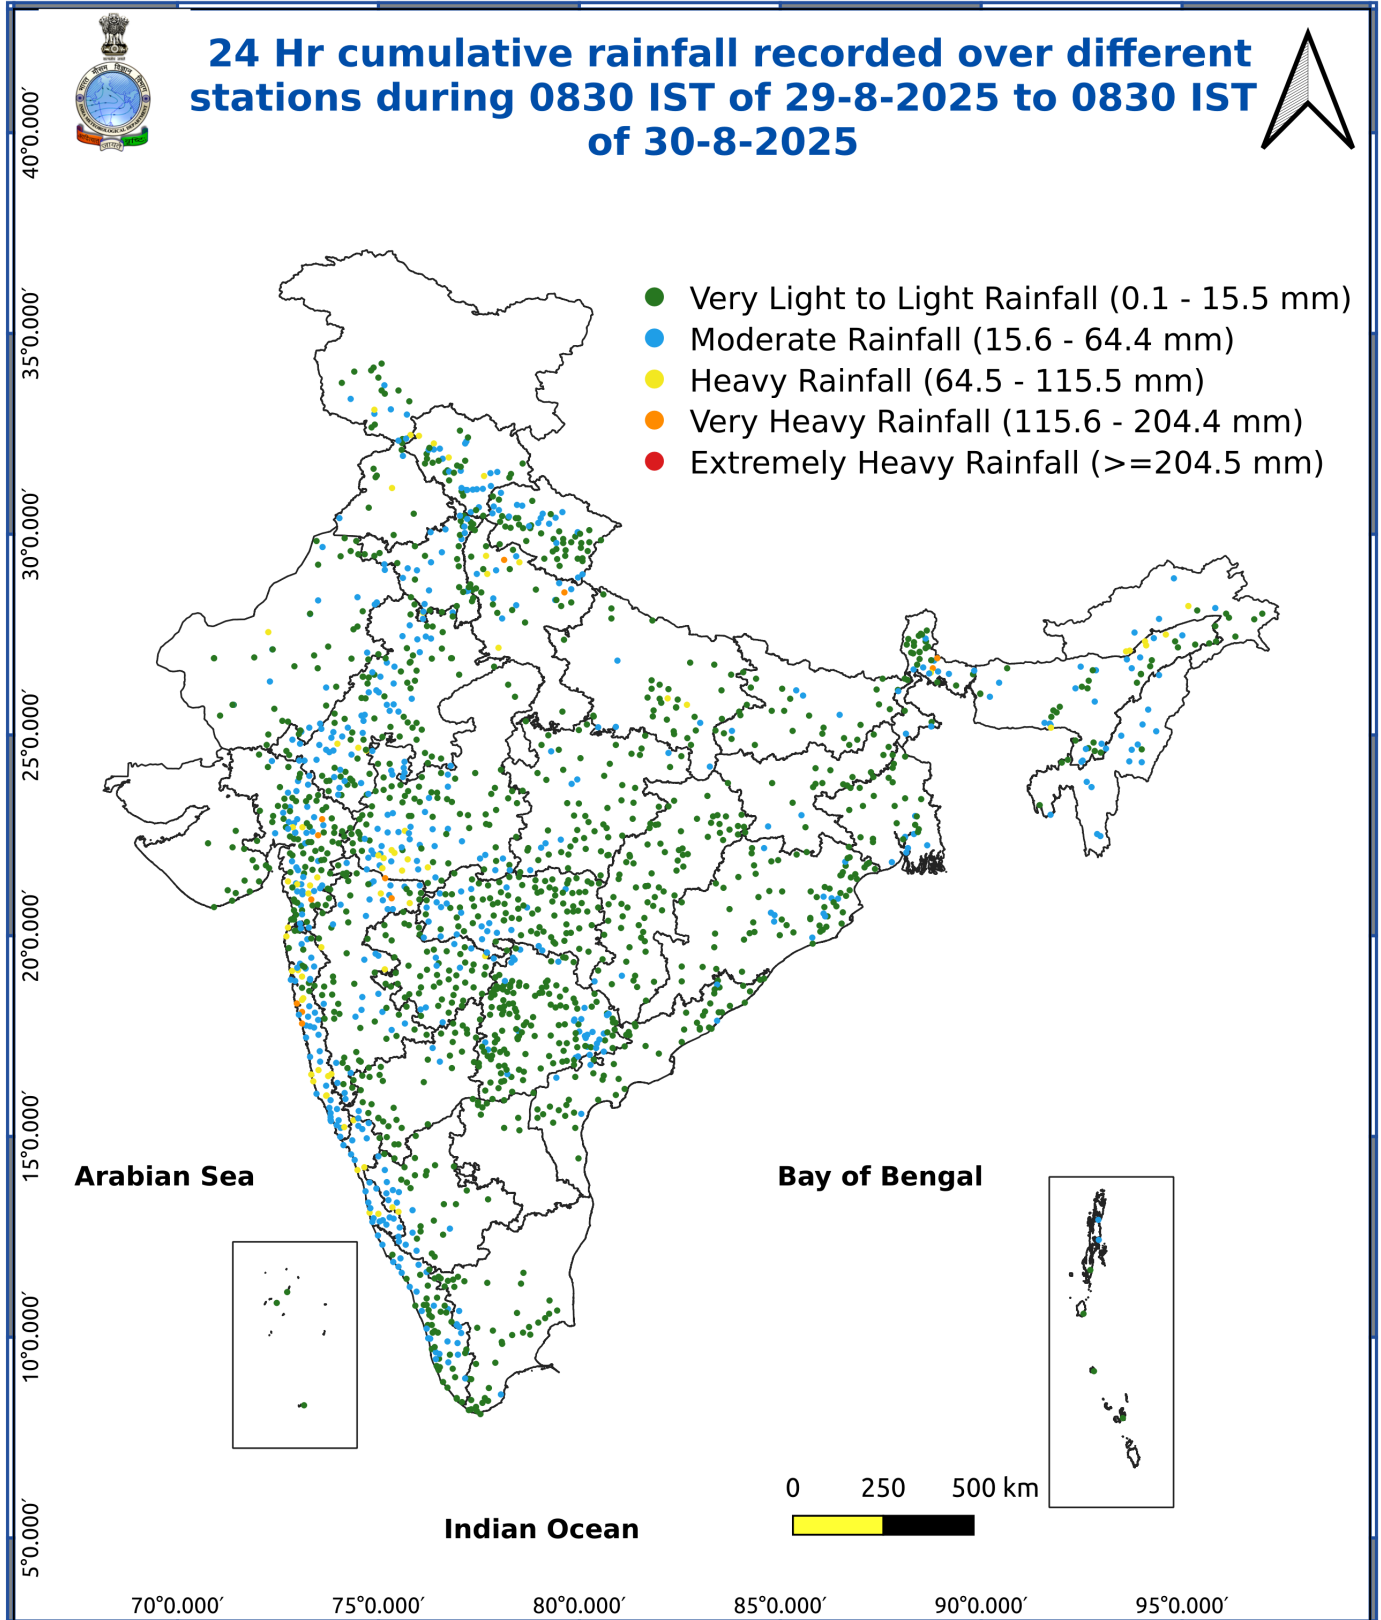 24 Hr cumulative rainfall recorded over different
stations during 0830 IST of 29-8-2025 to 0830 IST
of 30-8-2025
Very Light to Light Rainfall (0.1 - 15.5 mm)
Moderate Rainfall (15.6 - 64.4 mm)
Heavy Rainfall (64.5 - 115.5 mm)
Very Heavy Rainfall (115.6 - 204.4 mm)
Extremely Heavy Rainfall (>=204.5 mm)
40°0.000′
35°0.000′
30°0.000′
25°0.000′
20°0.000′
15°0.000′
10°0.000′
5°0.000′
Arabian Sea
Bay of Bengal
Indian Ocean
0 250 500 km
70°0.000′ 75°0.000′ 80°0.000′ 85°0.000′ 90°0.000′ 95°0.000′